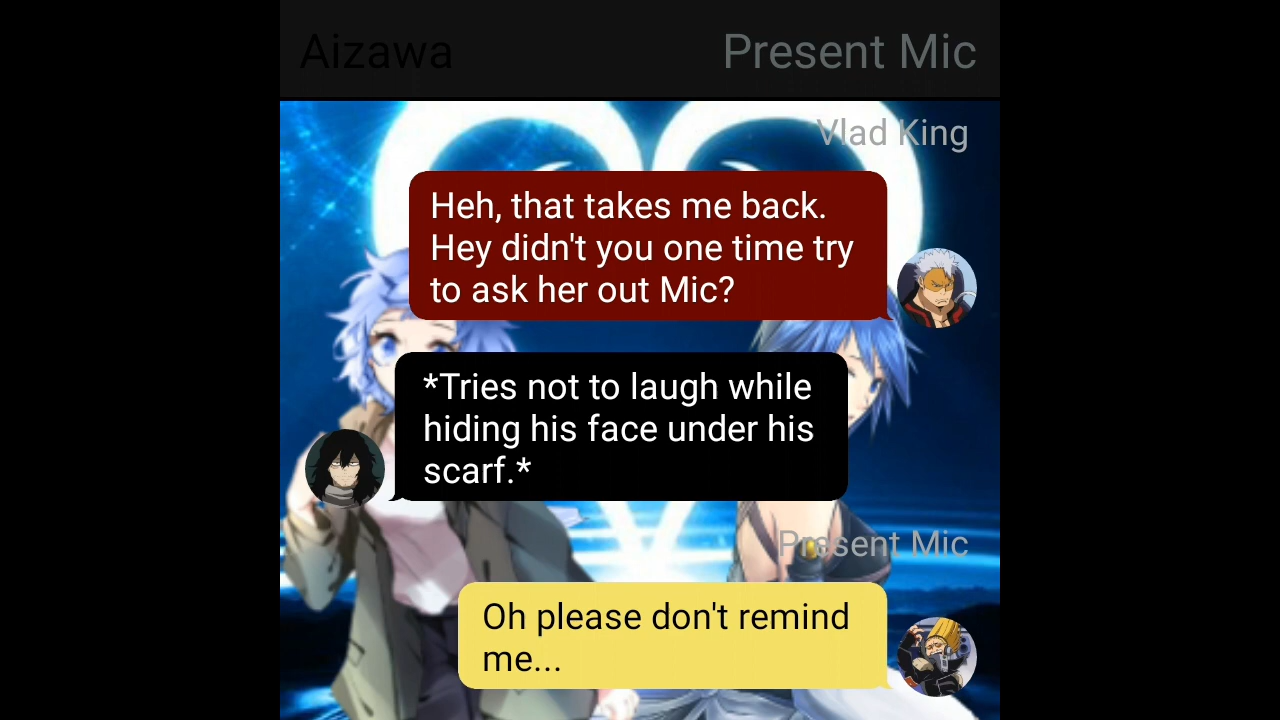 Aizawa
Present Mic
Vlad King
Heh, that takes me back.
Hey didn't you one time try
to ask her out Mic?
*Tries not to laugh while
hiding his face under his
scarf.*
Present Mic
Oh please don't remind
me...